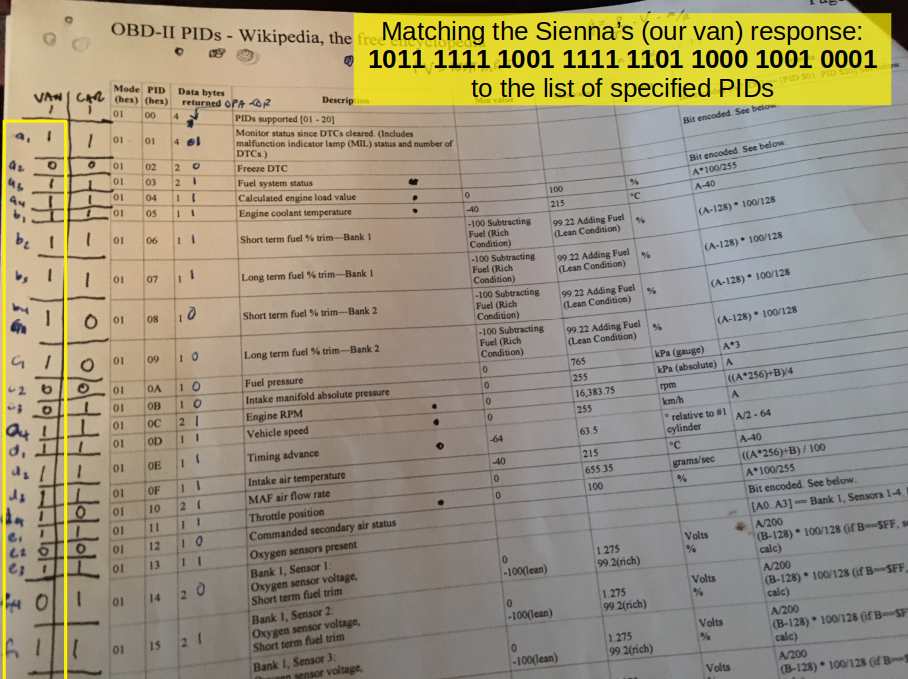 Matching the Sienna's (our van) response:
1011 1111 1001 1111 1101 1000 1001 0001
to the list of specified PIDs
OBD-II PIDs - Wikipedia, the free
VAN CAR Mode (hex) PID (hex) Data bytes returned Description
1 1 01 00 4 PIDs supported [01 - 20] Bit encoded. See below
a1 1 1 01 01 4 Monitor status since DTCs cleared. (Includes malfunction indicator lamp (MIL) status and number of DTCs.) Bit encoded. See below.
a2 0 0 01 02 2 0 Freeze DTC
1 1 01 03 2 1 Fuel system status
a4 1 1 01 04 1 1 Calculated engine load value 0 100 % A*100/255
b1 1 1 01 05 1 1 Engine coolant temperature -40 215 °C A-40
b2 1 1 01 06 1 1 Short term fuel % trim—Bank 1 -100 Subtracting Fuel (Rich Condition) 99.22 Adding Fuel (Lean Condition) % (A-128) * 100/128
b3 1 1 01 07 1 1 Long term fuel % trim—Bank 1 -100 Subtracting Fuel (Rich Condition) 99.22 Adding Fuel (Lean Condition) % (A-128) * 100/128
1 0 01 08 1 0 Short term fuel % trim—Bank 2 -100 Subtracting Fuel (Rich Condition) 99.22 Adding Fuel (Lean Condition) % (A-128) * 100/128
c1 1 0 01 09 1 0 Long term fuel % trim—Bank 2 -100 Subtracting Fuel (Rich Condition) 99.22 Adding Fuel (Lean Condition) % (A-128) * 100/128
c2 0 0 01 0A 1 0 Fuel pressure 0 765 kPa (gauge) A*3
c3 0 1 01 0B 1 0 Intake manifold absolute pressure 0 255 kPa (absolute) A
1 1 01 0C 2 1 Engine RPM 0 16,383.75 rpm ((A*256)+B)/4
d1 1 1 01 0D 1 1 Vehicle speed 0 255 km/h A
d2 1 1 01 0E 1 1 Timing advance -64 63.5 ° relative to #1 cylinder A/2 - 64
d3 1 1 01 0F 1 1 Intake air temperature -40 215 °C A-40
1 0 01 10 2 1 MAF air flow rate 0 655.35 grams/sec ((A*256)+B) / 100
e1 1 1 01 11 1 1 Throttle position 0 100 % A*100/255
e2 0 0 01 12 1 0 Commanded secondary air status Bit encoded. See below.
e3 1 1 01 13 1 1 Oxygen sensors present [A0..A3] == Bank 1, Sensors 1-4.
0 1 01 14 2 0 Bank 1, Sensor 1: Oxygen sensor voltage, Short term fuel trim 0 -100(lean) 1.275 99.2(rich) Volts % A/200 (B-128) * 100/128 (if B==$FF, calc)
1 1 01 15 2 1 Bank 1, Sensor 2: Oxygen sensor voltage, Short term fuel trim 0 -100(lean) 1.275 99.2(rich) Volts % A/200 (B-128) * 100/128 (if B==$FF, calc)
Bank 1, Sensor 3: Oxygen sensor voltage, 0 -100(lean) 1.275 99.2(rich) Volts % A/200 (B-128) * 100/128 (if B==$F